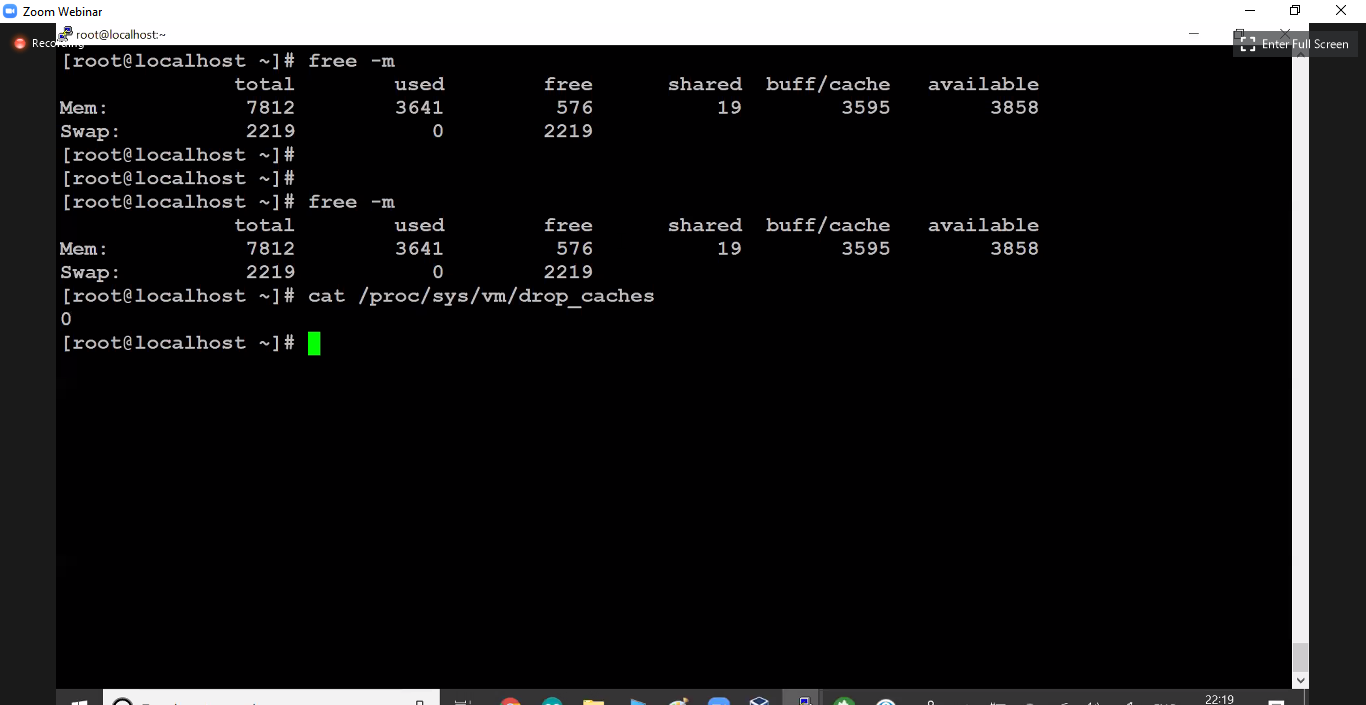 Zoom Webinar
root@localhost:~
Recording
Enter Full Screen
[root@localhost ~]# free -m
total used free shared buff/cache available
Mem: 7812 3641 576 19 3595 3858
Swap: 2219 0 2219
[root@localhost ~]#
[root@localhost ~]#
[root@localhost ~]# free -m
total used free shared buff/cache available
Mem: 7812 3641 576 19 3595 3858
Swap: 2219 0 2219
[root@localhost ~]# cat /proc/sys/vm/drop_caches
0
[root@localhost ~]#
22:19